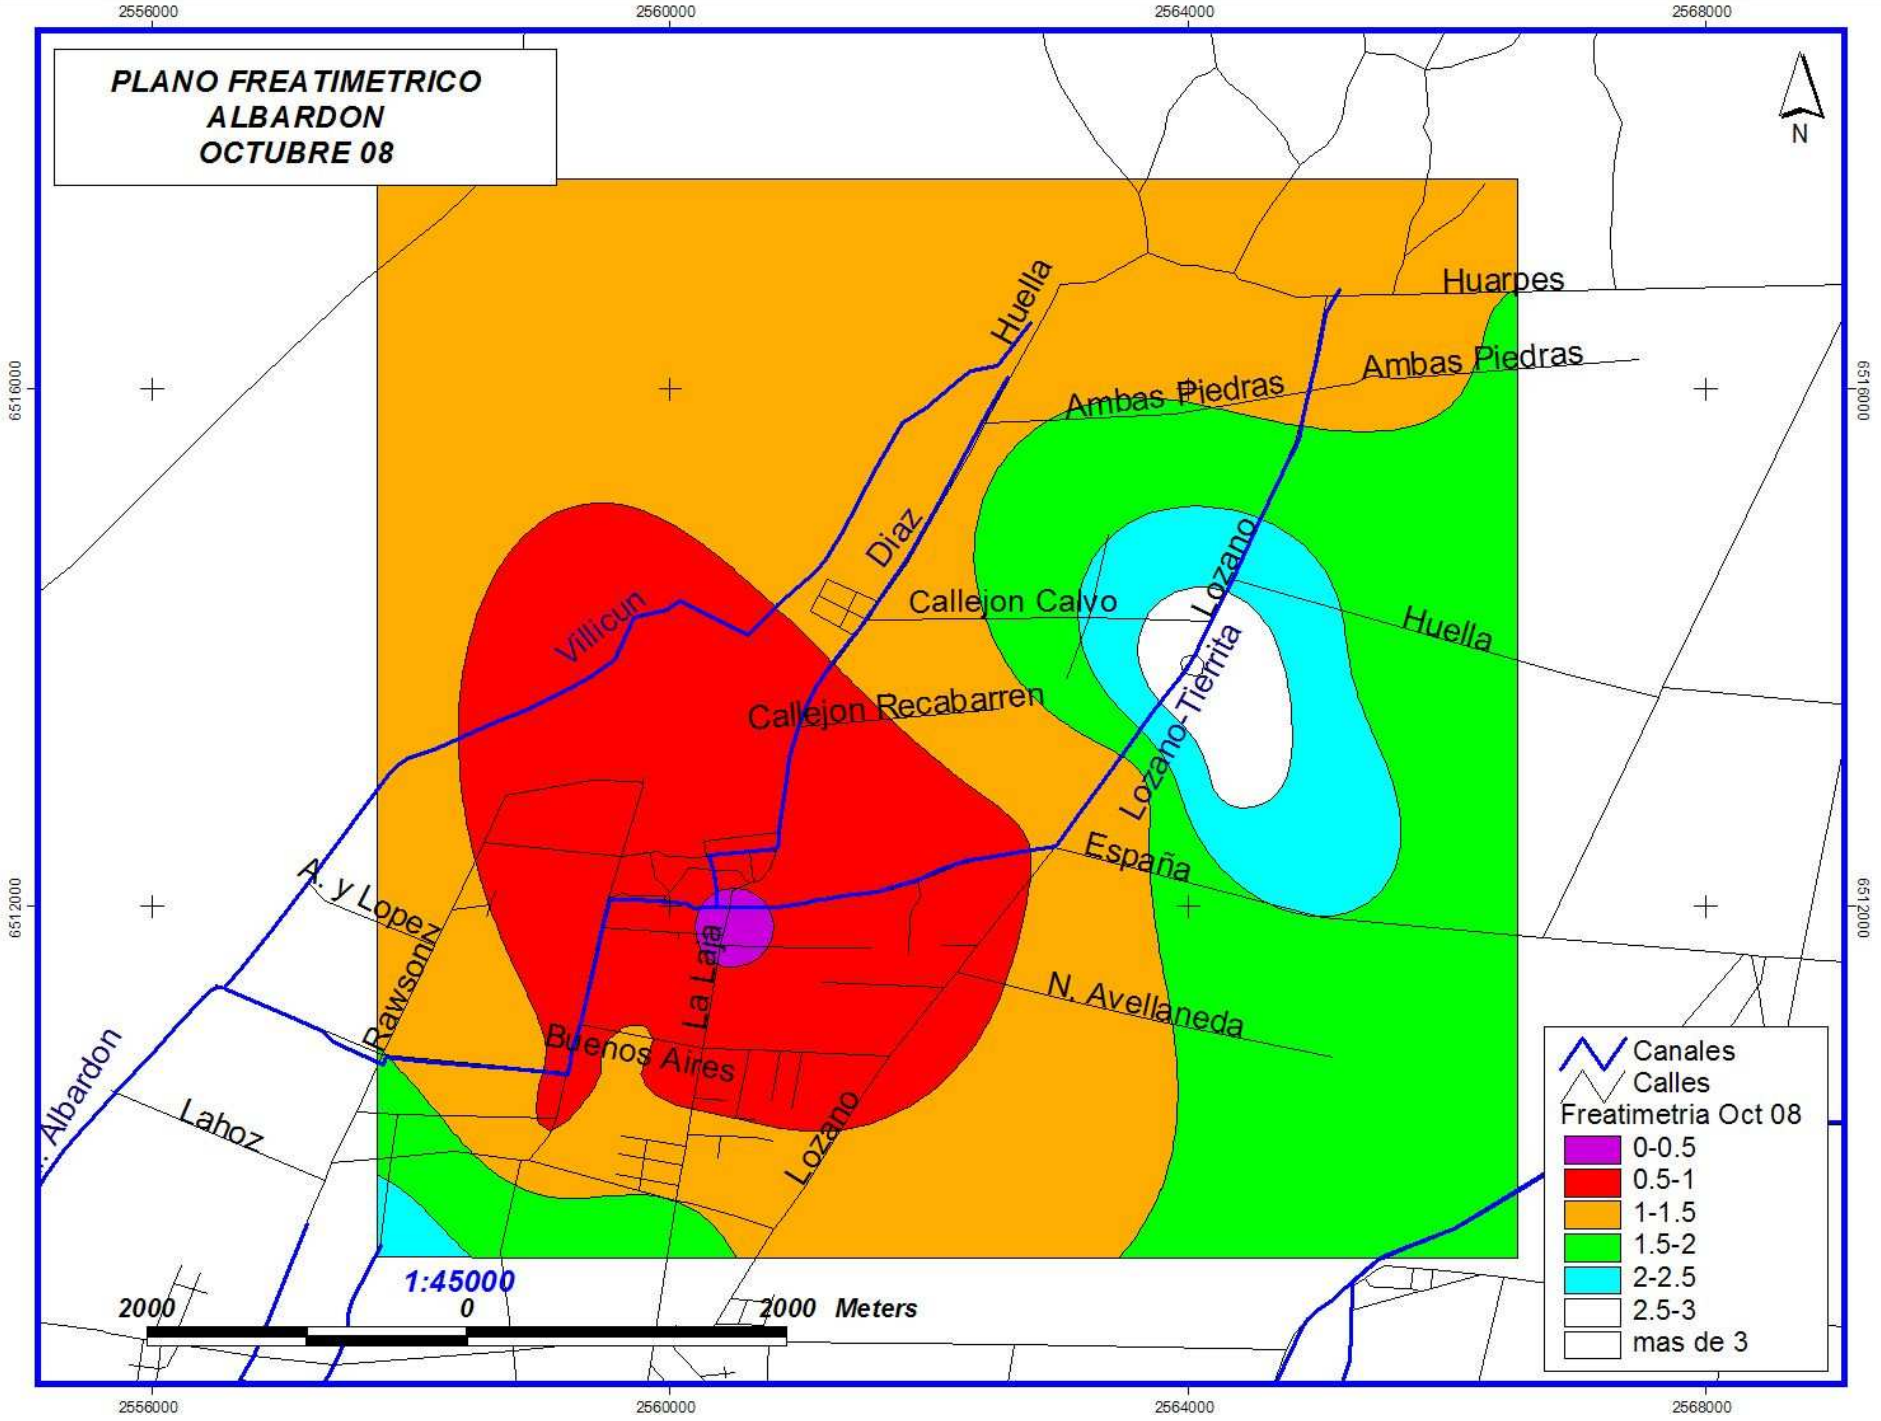 2556000
2560000
2564000
2568000
PLANO FREATIMETRICO
ALBARDON
OCTUBRE 08
N
Huella
Huarpes
Ambas Piedras
Ambas Piedras
6516000
6516000
Diaz
Lozano
Callejon Calvo
Villicun
Huella
Lozano-Tierrita
Callejon Recabarren
España
A. y Lopez
6512000
6512000
Rawson
La Laja
N. Avellaneda
Buenos Aires
Albardon
Lahoz
Lozano
Canales
Calles
Freatimetria Oct 08
0-0.5
0.5-1
1-1.5
1.5-2
2-2.5
2.5-3
mas de 3
1:45000
2000 0 2000 Meters
2556000
2560000
2564000
2568000